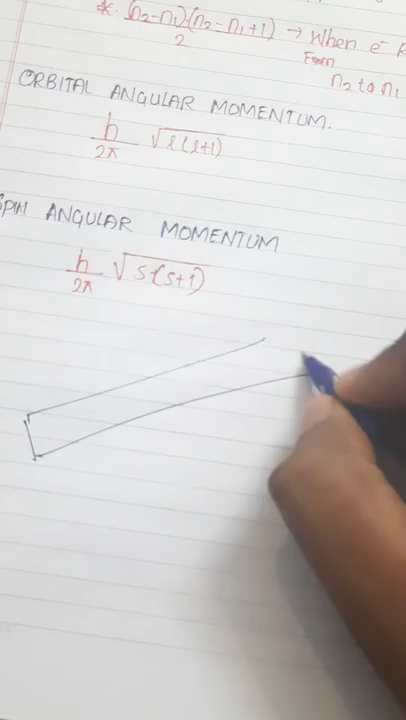 * (n2-n1)(n2-n1+1)/2 → When e⁻
From
n2 to n1
ORBITAL ANGULAR MOMENTUM.
h/2π √l(l+1)
SPIN ANGULAR MOMENTUM
h/2π √s(s+1)